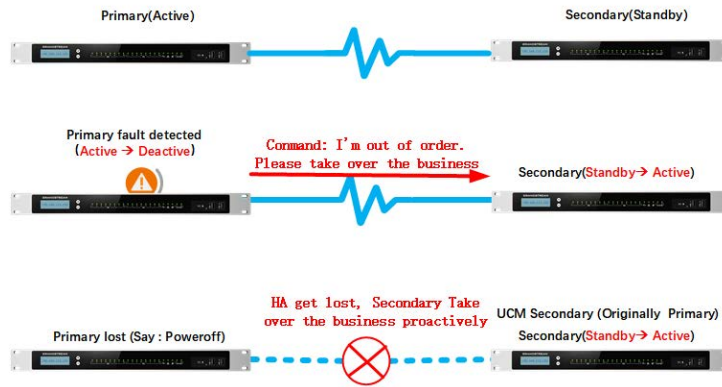 Primary(Active)
Secondary(Standby)
Primary fault detected
(Active → Deactive)
Command: I'm out of order.
Please take over the business
Secondary(Standby→ Active)
HA get lost, Secondary Take
over the business proactively
UCM Secondary (Originally Primary)
Primary lost (Say : Poweroff)
Secondary(Standby→ Active)